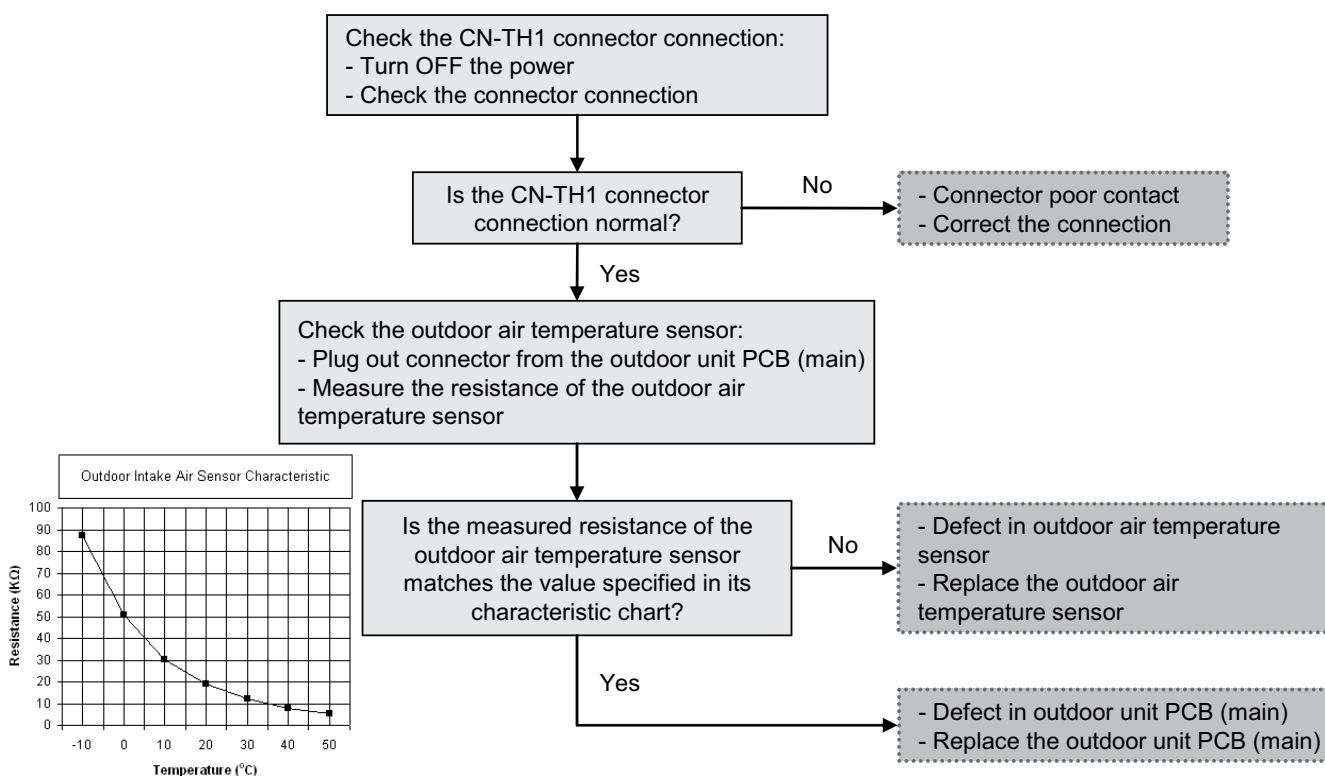 Check the CN-TH1 connector connection:
- Turn OFF the power
- Check the connector connection
Is the CN-TH1 connector
connection normal?
No
- Connector poor contact
- Correct the connection
Yes
Check the outdoor air temperature sensor:
- Plug out connector from the outdoor unit PCB (main)
- Measure the resistance of the outdoor air
temperature sensor
Outdoor Intake Air Sensor Characteristic
Resistance (KΩ)
100
90
80
70
60
50
40
30
20
10
0
-10 0 10 20 30 40 50
Temperature (°C)
Is the measured resistance of the
outdoor air temperature sensor
matches the value specified in its
characteristic chart?
No
- Defect in outdoor air temperature
sensor
- Replace the outdoor air
temperature sensor
Yes
- Defect in outdoor unit PCB (main)
- Replace the outdoor unit PCB (main)